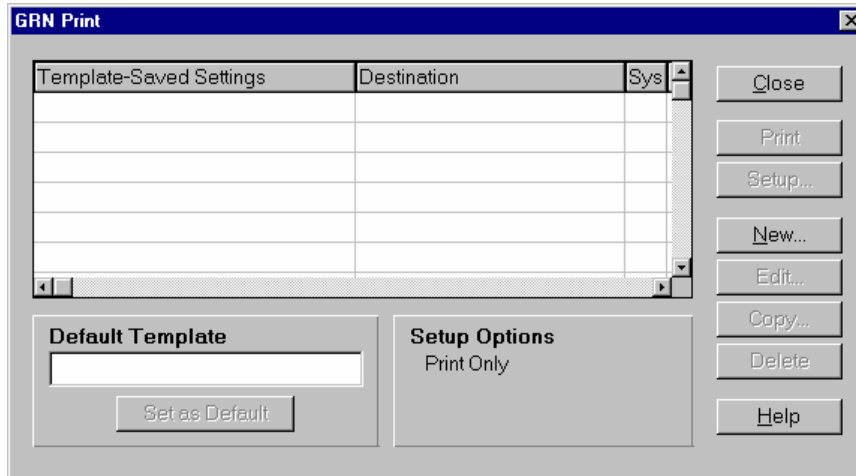 GRN Print
Template-Saved Settings Destination Sys
Close
Print
Setup...
New...
Edit...
Copy...
Delete
Help
Default Template
Set as Default
Setup Options
Print Only